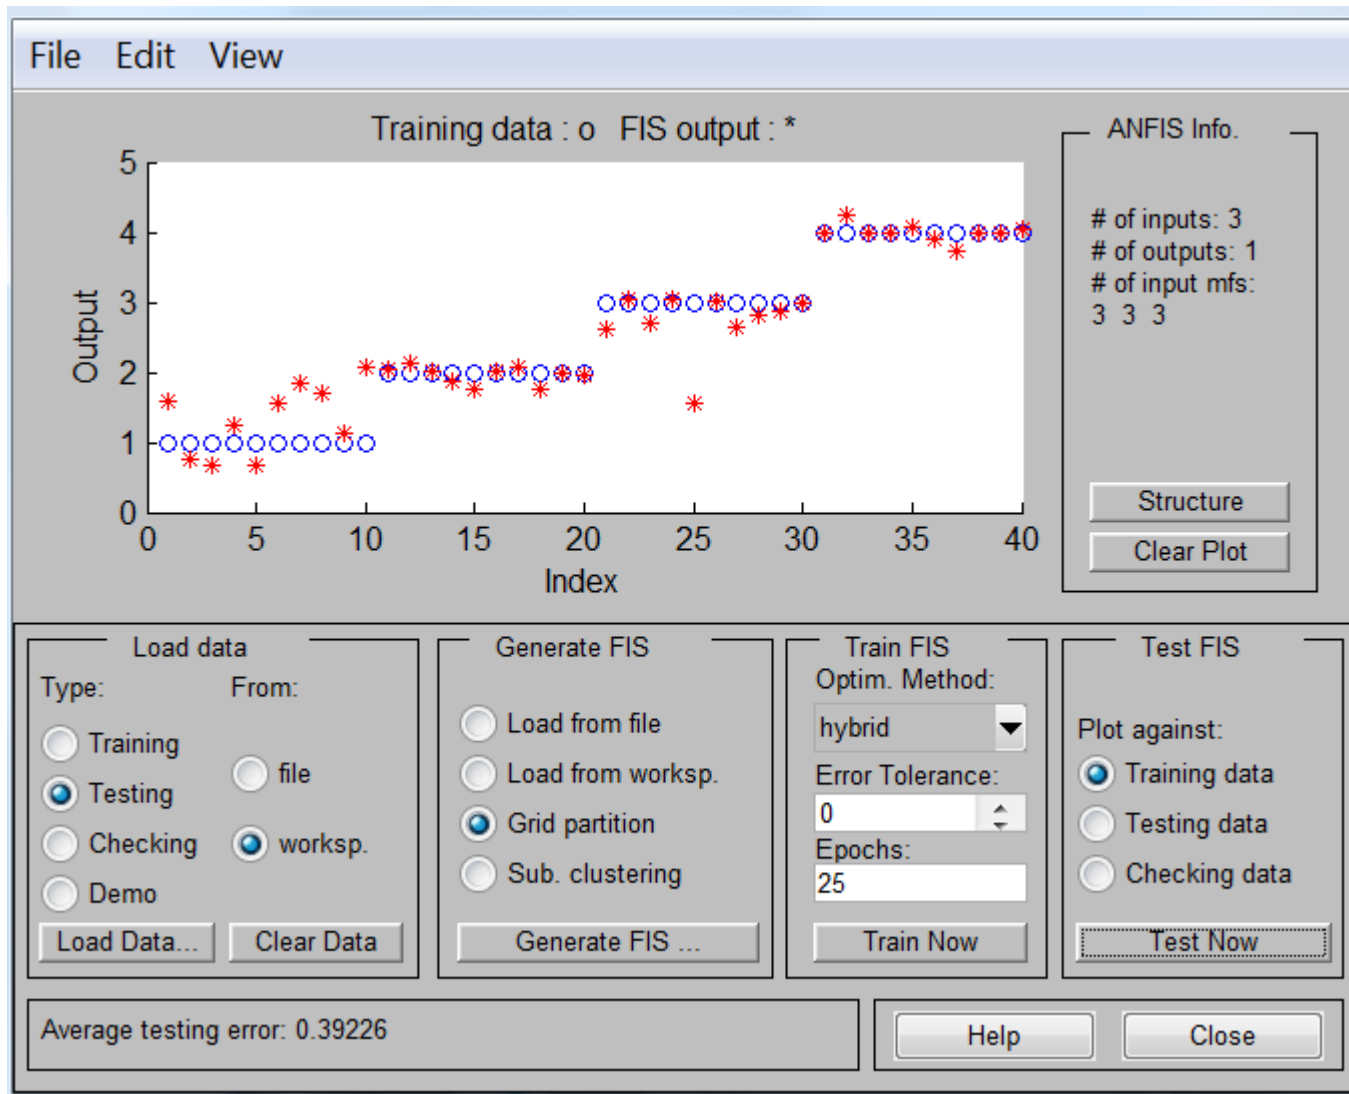 File Edit View
Training data : o FIS output : *
5
4
3
2
1
0
Output
0 5 10 15 20 25 30 35 40
Index
ANFIS Info.
# of inputs: 3
# of outputs: 1
# of input mfs:
3 3 3
Structure
Clear Plot
Load data
Type: From:
Training
file
Testing
Checking
worksp.
Demo
Load Data... Clear Data
Generate FIS
Load from file
Load from worksp.
Grid partition
Sub. clustering
Generate FIS ...
Train FIS
Optim. Method:
hybrid
Error Tolerance:
0
Epochs:
25
Train Now
Test FIS
Plot against:
Training data
Testing data
Checking data
Test Now
Average testing error: 0.39226
Help Close